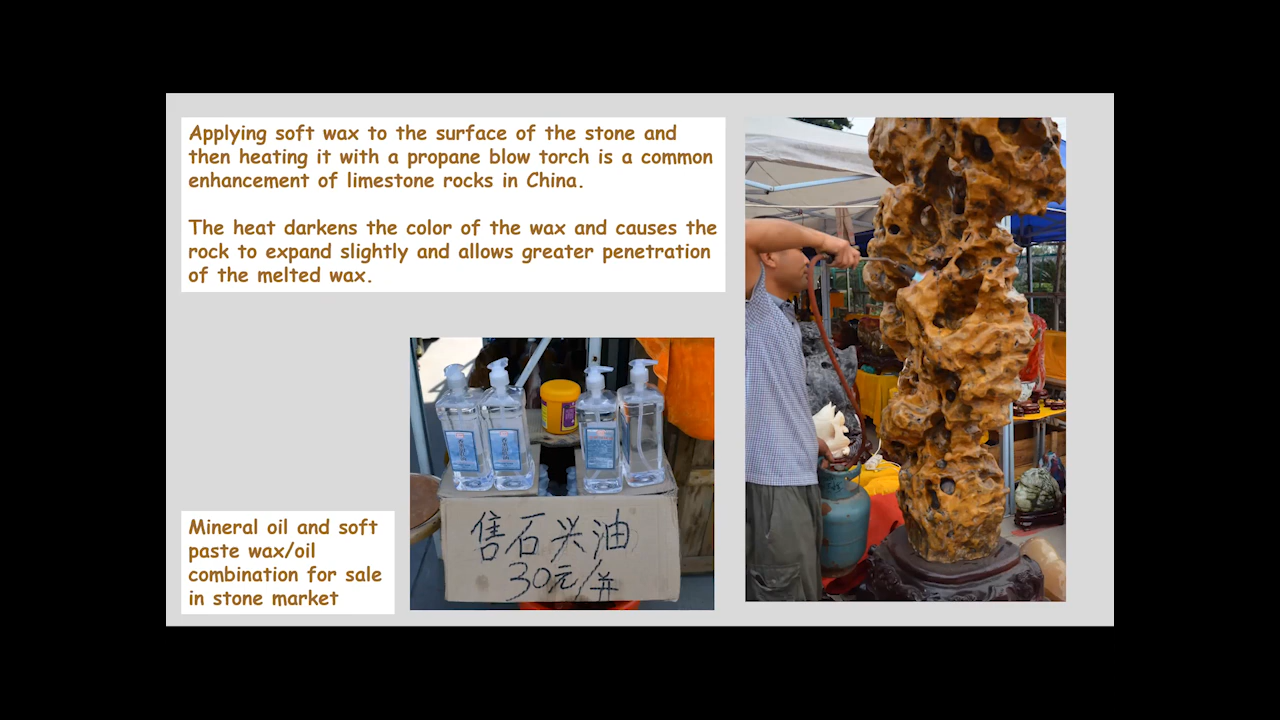 Applying soft wax to the surface of the stone and
then heating it with a propane blow torch is a common
enhancement of limestone rocks in China.
The heat darkens the color of the wax and causes the
rock to expand slightly and allows greater penetration
of the melted wax.
售石兴油
30元/并
Mineral oil and soft
paste wax/oil
combination for sale
in stone market